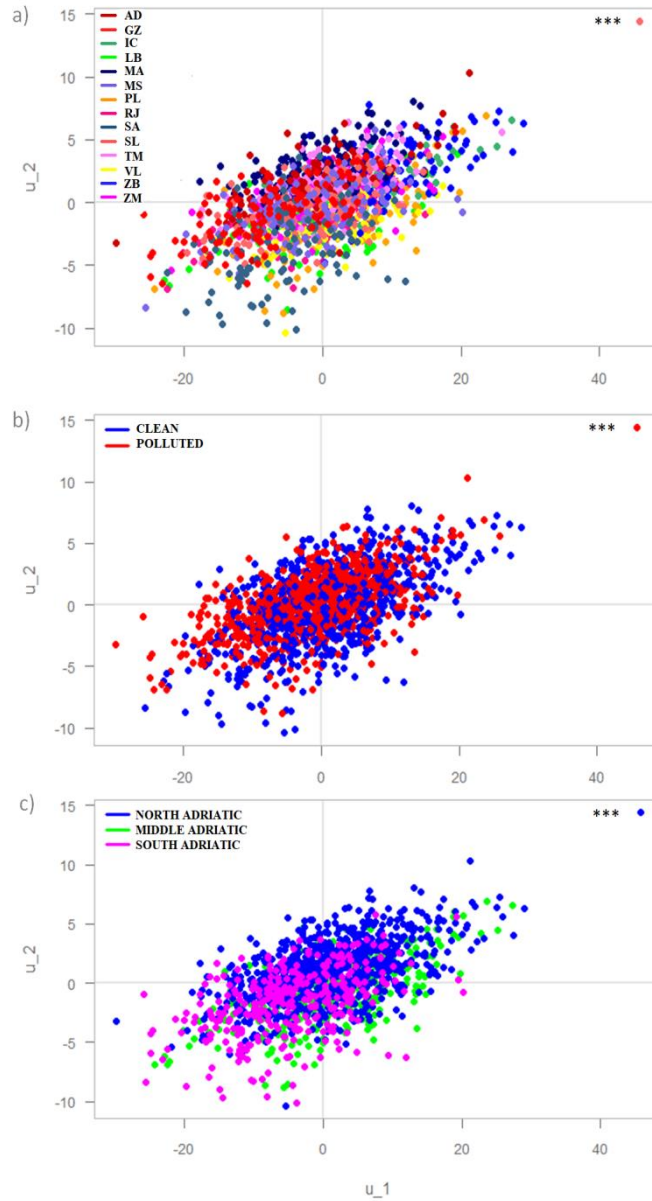 a)
AD
GZ
IC
LB
MA
MS
PL
RJ
SA
SL
TM
VL
ZB
ZM
***
15
10
5
0
-5
-10
u_2
-20 0 20 40
b)
CLEAN
POLLUTED
***
15
10
5
0
-5
-10
u_2
-20 0 20 40
c)
NORTH ADRIATIC
MIDDLE ADRIATIC
SOUTH ADRIATIC
***
15
10
5
0
-5
-10
u_2
-20 0 20 40
u_1